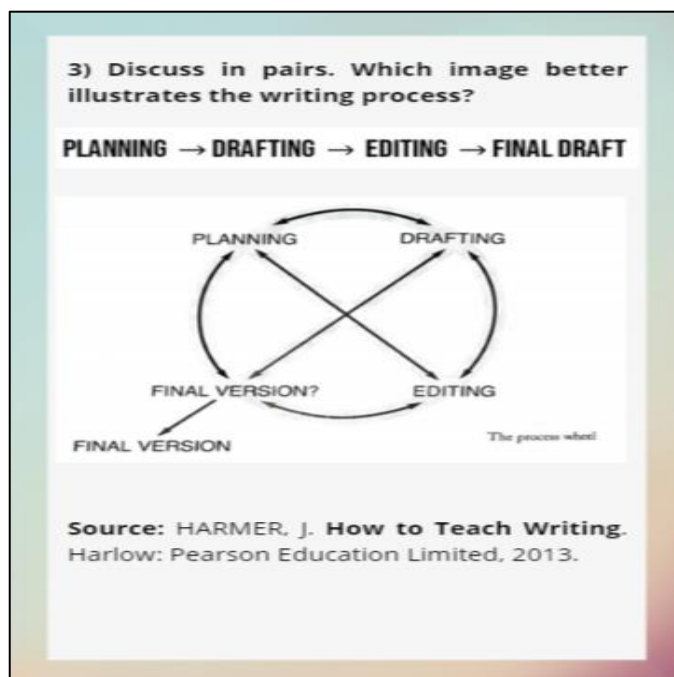 3) Discuss in pairs. Which image better
illustrates the writing process?
PLANNING → DRAFTING → EDITING → FINAL DRAFT
PLANNING DRAFTING
FINAL VERSION? EDITING
FINAL VERSION
The process wheel
Source: HARMER, J. How to Teach Writing.
Harlow: Pearson Education Limited, 2013.